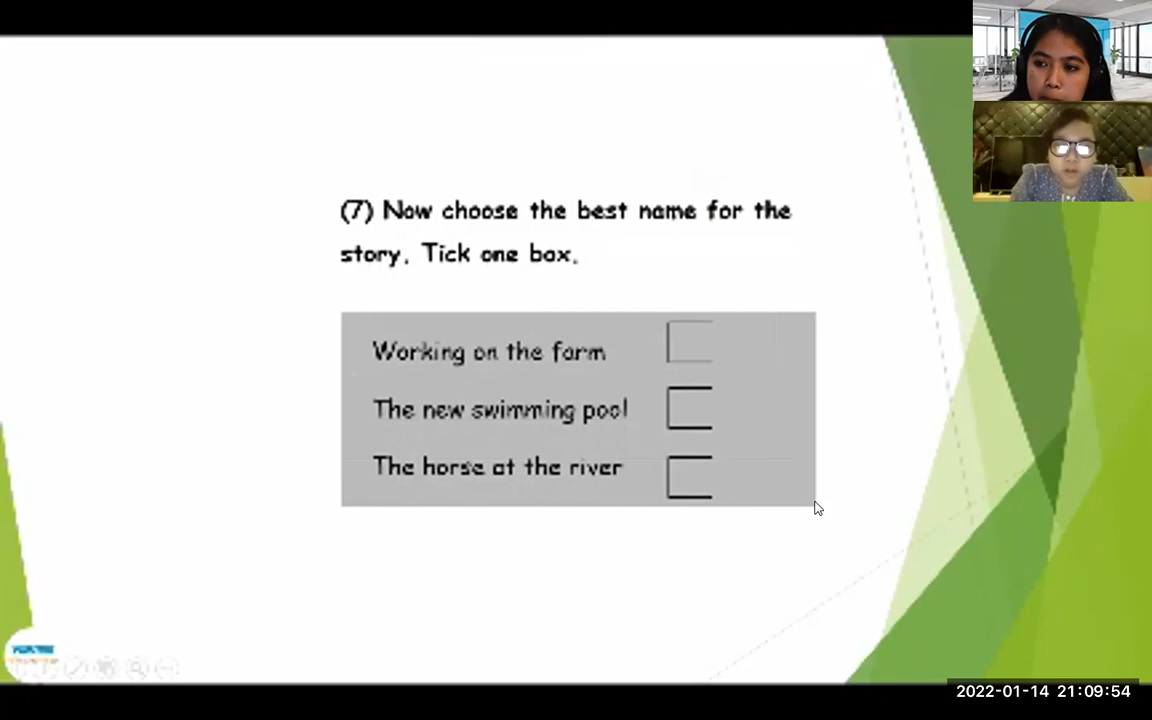 (7) Now choose the best name for the
story. Tick one box.
Working on the farm
The new swimming pool
The horse at the river
2022-01-14 21:09:54